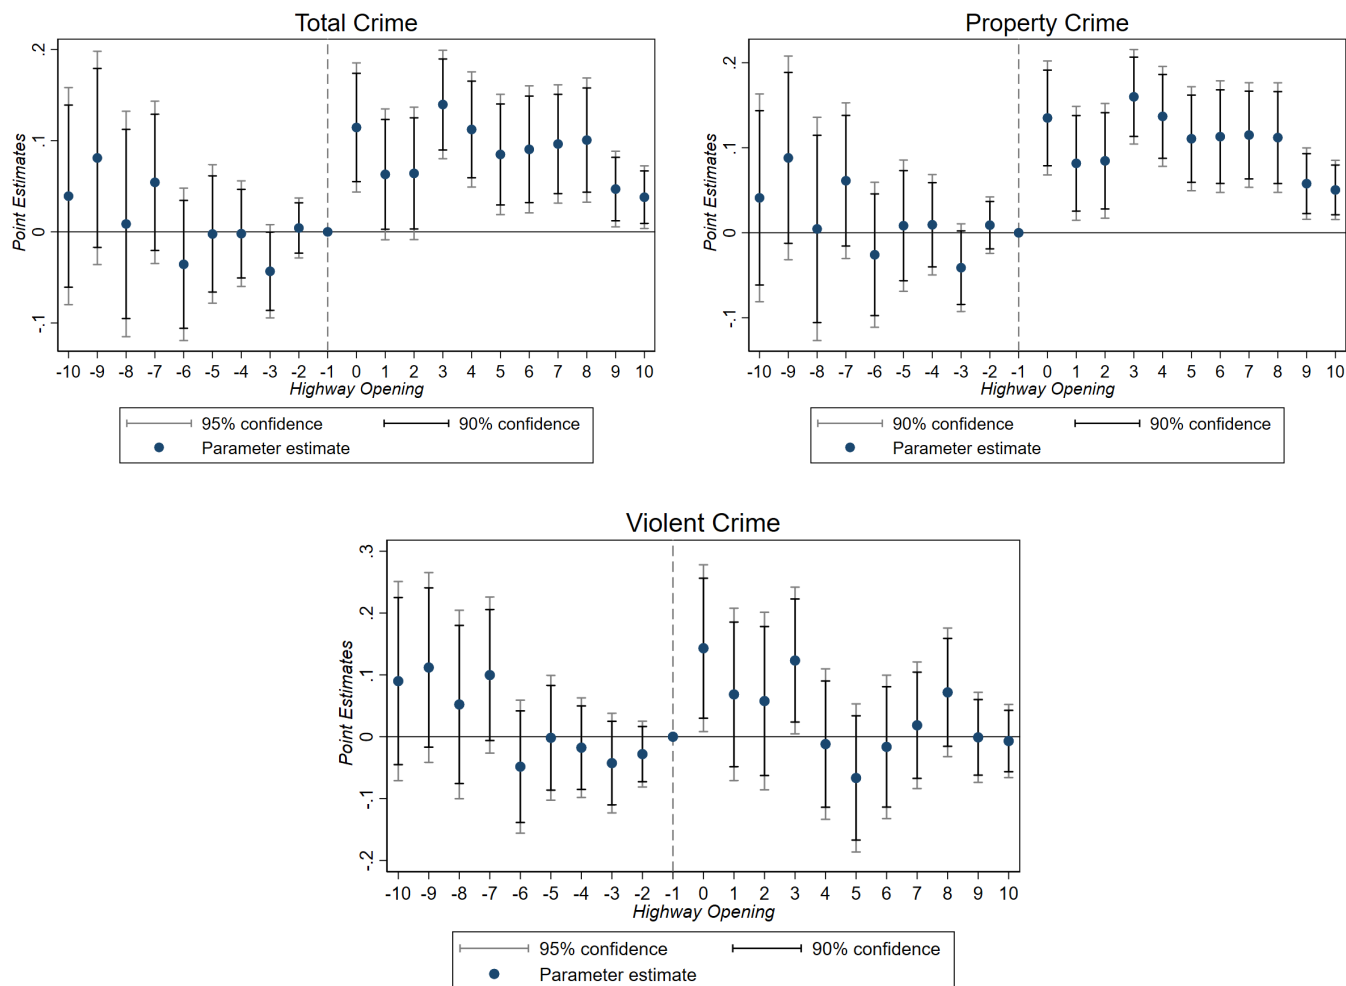 Total Crime
Point Estimates
.2
.1
0
-.1
-10 -9 -8 -7 -6 -5 -4 -3 -2 -1 0 1 2 3 4 5 6 7 8 9 10
Highway Opening
95% confidence 90% confidence
Parameter estimate
Property Crime
Point Estimates
.2
.1
0
-.1
-10 -9 -8 -7 -6 -5 -4 -3 -2 -1 0 1 2 3 4 5 6 7 8 9 10
Highway Opening
90% confidence 90% confidence
Parameter estimate
Violent Crime
Point Estimates
.3
.2
.1
0
-.1
-.2
-10 -9 -8 -7 -6 -5 -4 -3 -2 -1 0 1 2 3 4 5 6 7 8 9 10
Highway Opening
95% confidence 90% confidence
Parameter estimate